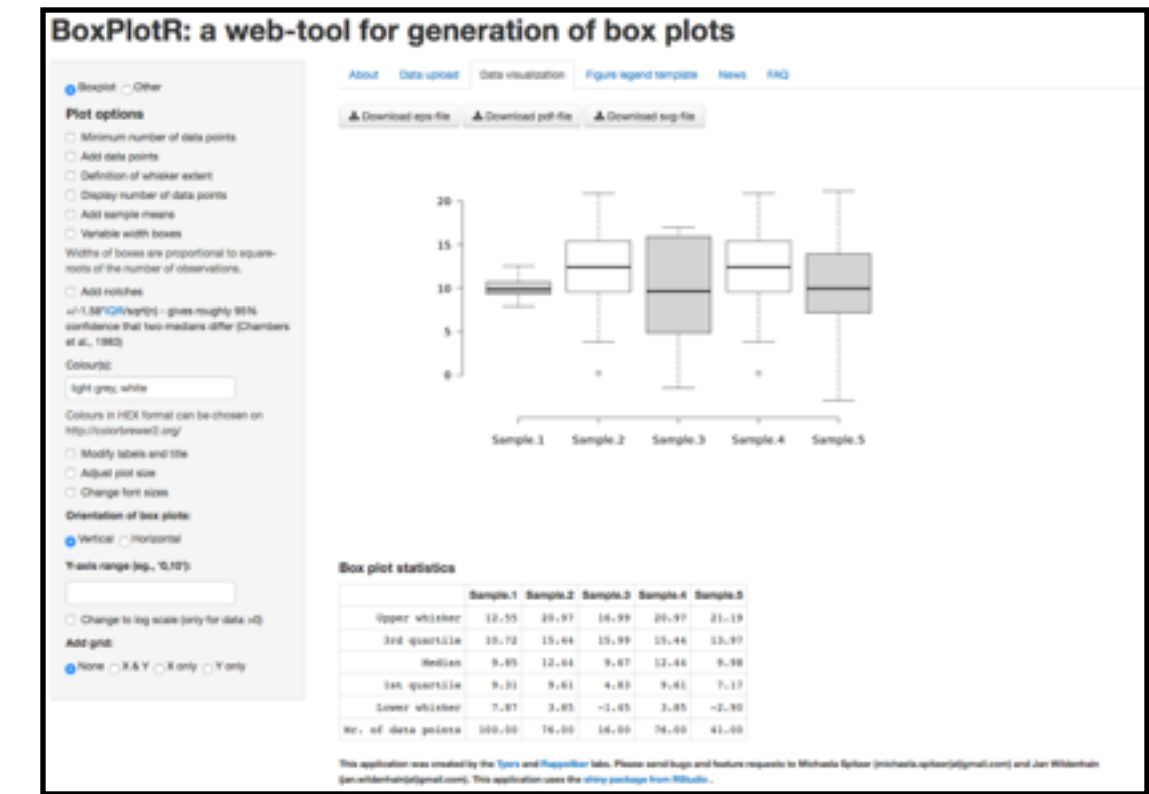 BoxPlotR: a web-tool for generation of box plots
Boxplot Other
Plot options
Minimum number of data points
Add data points
Definition of whisker extent
Display number of data points
Add sample means
Variable width boxes
Widths of boxes are proportional to square-
roots of the number of observations.
Add notches
+/-1.58*IQR/sqrt(n) - gives roughly 95%
confidence that two medians differ (Chambers
et al., 1983)
Colour(s):
light grey, white
Colours in HEX format can be chosen on
http://colorbrewer2.org/
Modify labels and title
Adjust plot size
Change font sizes
Orientation of box plots:
Vertical Horizontal
Y-axis range (eg., '0,10'):
Change to log scale (only for data >0)
Add grid:
None X & Y X only Y only
About Data upload Data visualization Figure legend template News FAQ
Download eps-file Download pdf-file Download svg-file
20
15
10
5
0
Sample.1 Sample.2 Sample.3 Sample.4 Sample.5
Box plot statistics
Sample.1 Sample.2 Sample.3 Sample.4 Sample.5
Upper whisker 12.55 20.97 16.99 20.97 21.19
3rd quartile 10.72 15.44 15.99 15.44 13.97
Median 9.85 12.44 9.67 12.44 9.98
1st quartile 9.31 9.61 4.83 9.61 7.17
Lower whisker 7.87 3.85 -1.45 3.85 -2.90
Nr. of data points 100.00 76.00 16.00 76.00 41.00
This application was created by the Tyers and Rappsilber labs. Please send bugs and feature requests to Michaela Spitzer (michaela.spitzer(at)gmail.com) and Jan Wildenhain
(jan.wildenhain(at)gmail.com). This application uses the shiny package from RStudio.